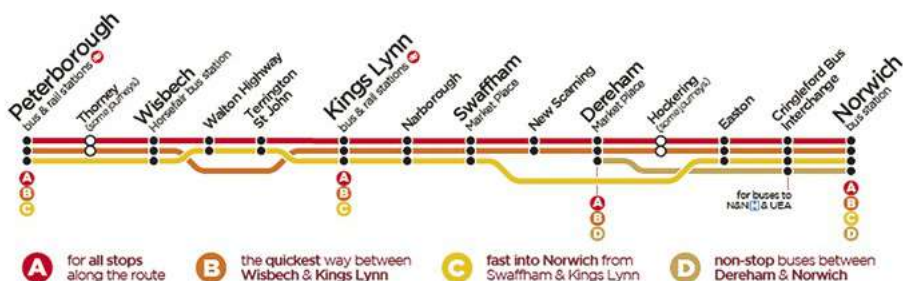 Peterborough
bus & rail stations
Thorney
(some journeys)
Wisbech
Horsefair bus station
Walton Highway
Terrington
St John
Kings Lynn
bus & rail stations
Narborough
Swaffham
Market Place
New Scarning
Dereham
Market Place
Hockering
(some journeys)
Easton
Cringleford Bus
Interchange
Norwich
bus station
A
B
C
A
B
C
A
B
D
for buses to
N&N H & UEA
A
B
C
D
A for all stops
along the route
B the quickest way between
Wisbech & Kings Lynn
C fast into Norwich from
Swaffham & Kings Lynn
D non-stop buses between
Dereham & Norwich